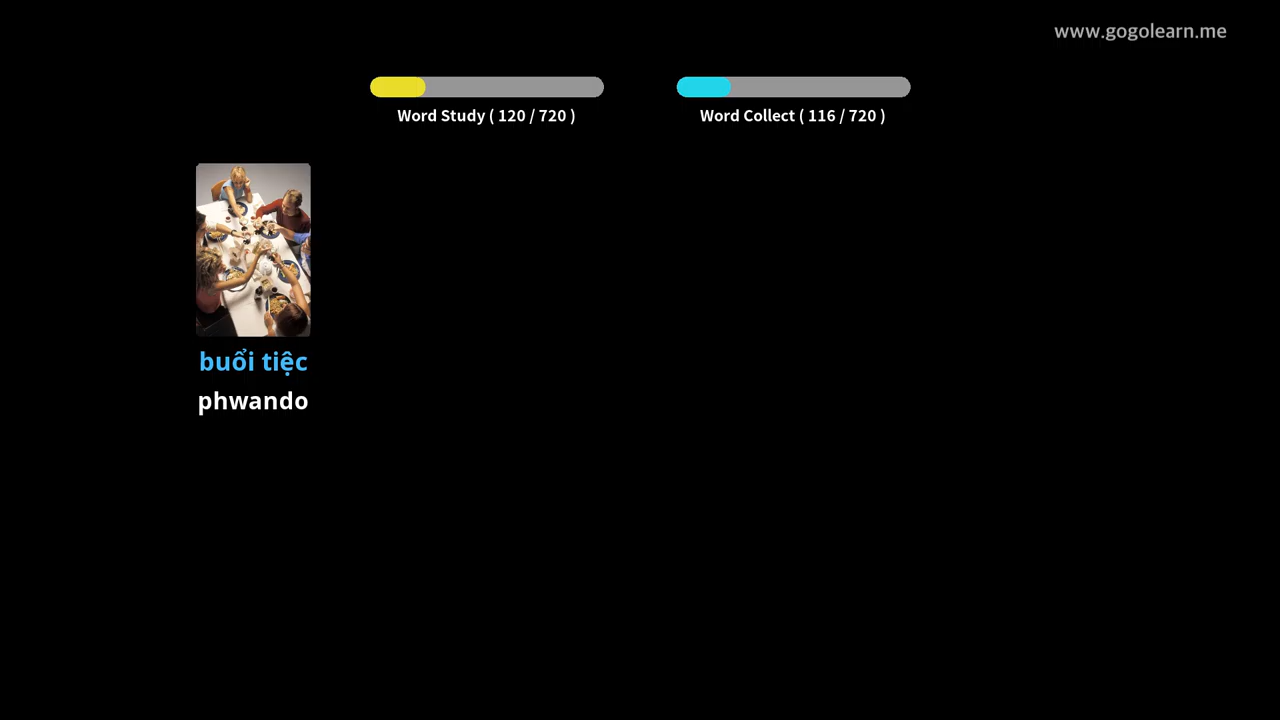 www.gogolearn.me
Word Study ( 120 / 720 )
Word Collect ( 116 / 720 )
buổi tiệc
phwando